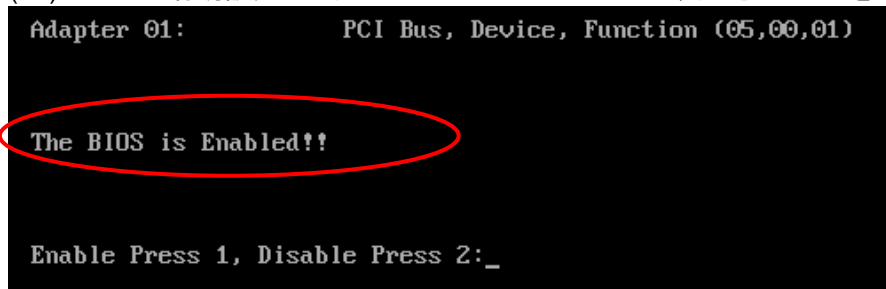 Adapter 01: PCI Bus, Device, Function (05,00,01)
The BIOS is Enabled!!
Enable Press 1, Disable Press 2:_